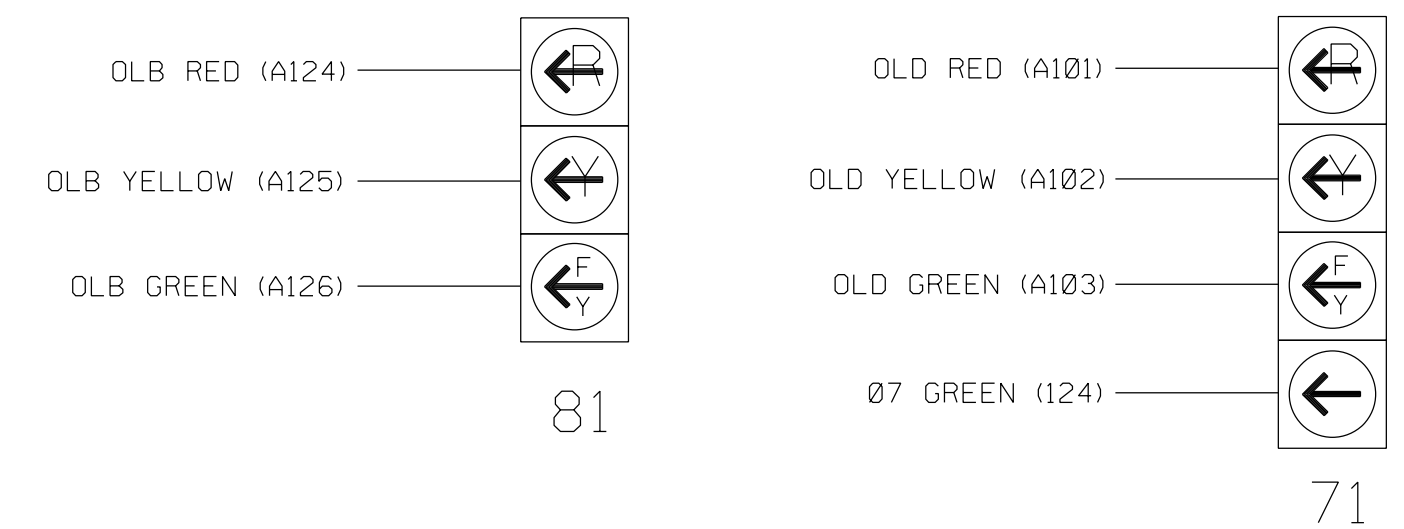 OLB RED (A124)
R
OLB YELLOW (A125)
Y
OLB GREEN (A126)
F
Y
81
OLD RED (A1Ø1)
R
OLD YELLOW (A1Ø2)
Y
OLD GREEN (A1Ø3)
F
Y
Ø7 GREEN (124)
71